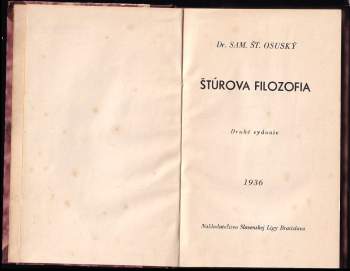 Dr. SAM. ŠT. OSUSKÝ
ŠTÚROVA FILOZOFIA
Druhé vydanie
1936
Nakladateľstvo Slovenskej Ligy Bratislava